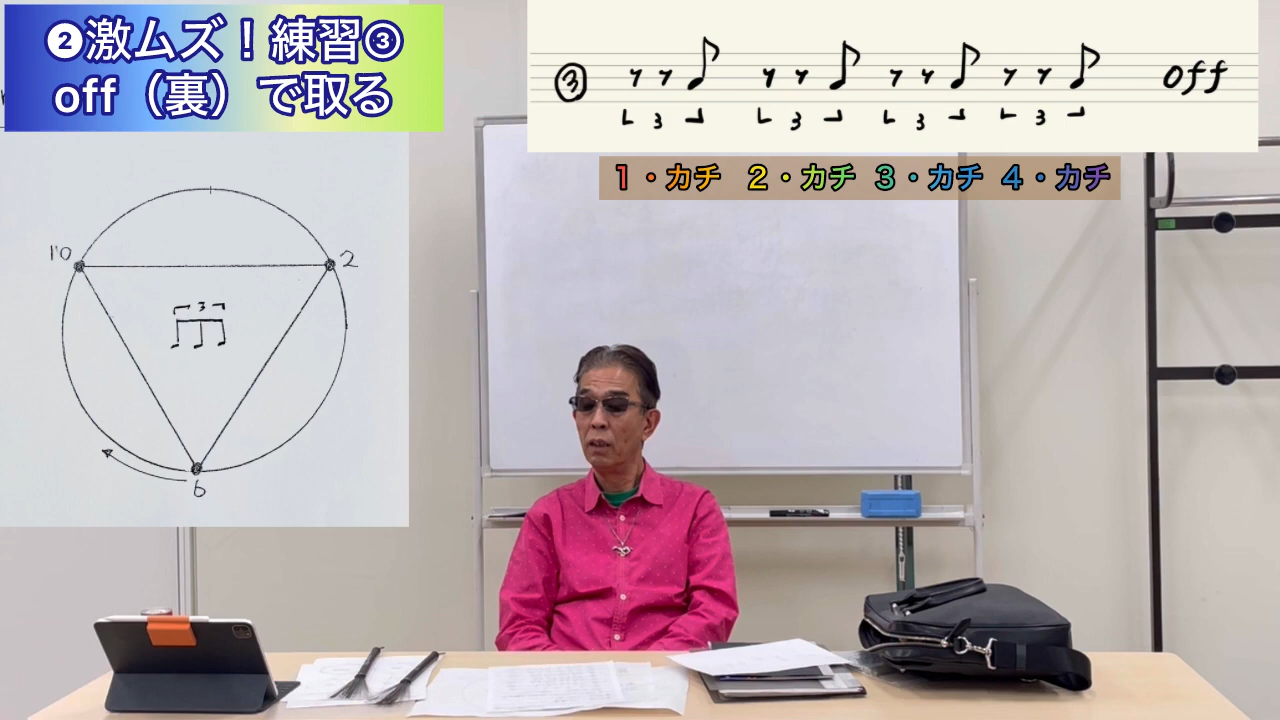 ❷激ムズ！練習③
off（裏）で取る
③ off
3 3 3 3
1・カチ 2・カチ 3・カチ 4・カチ
10 2
3
6